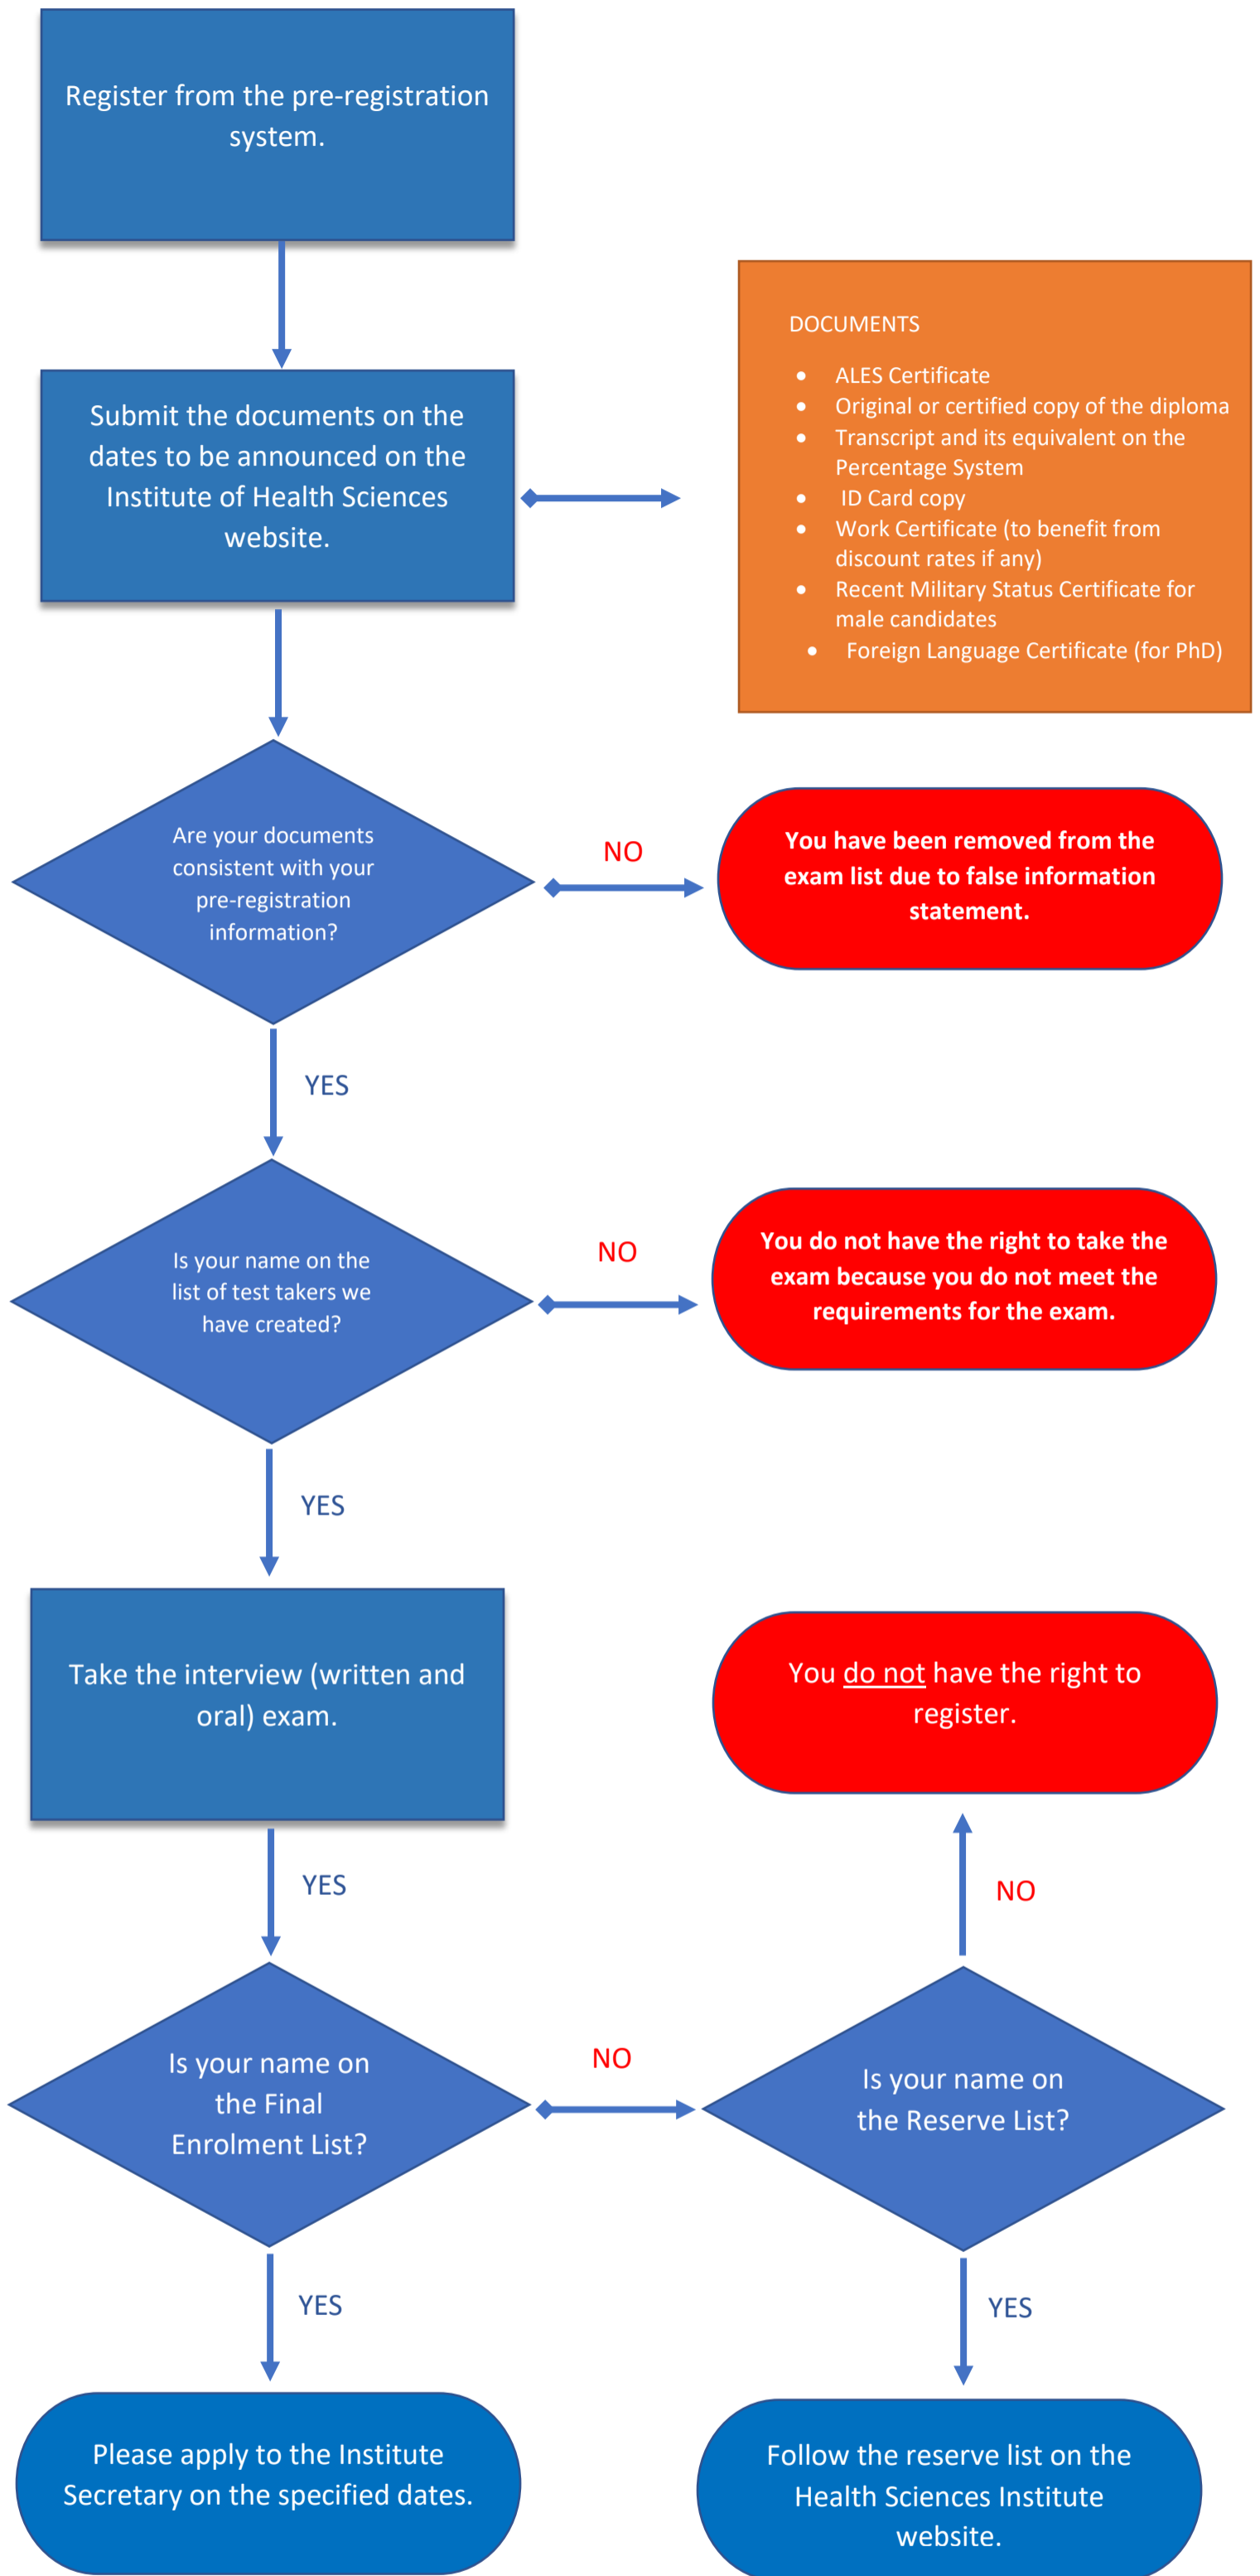 Register from the pre-registration
system.
Submit the documents on the
dates to be announced on the
Institute of Health Sciences
website.
DOCUMENTS
• ALES Certificate
• Original or certified copy of the diploma
• Transcript and its equivalent on the
Percentage System
• ID Card copy
• Work Certificate (to benefit from
discount rates if any)
• Recent Military Status Certificate for
male candidates
• Foreign Language Certificate (for PhD)
Are your documents
consistent with your
pre-registration
information?
NO
You have been removed from the
exam list due to false information
statement.
YES
Is your name on the
list of test takers we
have created?
NO
You do not have the right to take the
exam because you do not meet the
requirements for the exam.
YES
Take the interview (written and
oral) exam.
You do not have the right to
register.
YES
NO
Is your name on
the Final
Enrolment List?
NO
Is your name on
the Reserve List?
YES
YES
Please apply to the Institute
Secretary on the specified dates.
Follow the reserve list on the
Health Sciences Institute
website.